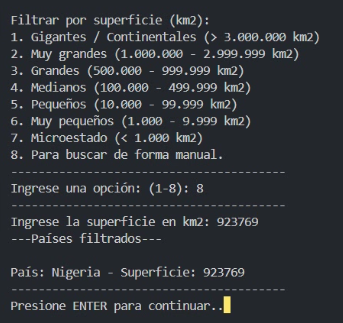 Filtrar por superficie (km2):
1. Gigantes / Continentales (> 3.000.000 km2)
2. Muy grandes (1.000.000 - 2.999.999 km2)
3. Grandes (500.000 - 999.999 km2)
4. Medianos (100.000 - 499.999 km2)
5. Pequeños (10.000 - 99.999 km2)
6. Muy pequeños (1.000 - 9.999 km2)
7. Microestado (< 1.000 km2)
8. Para buscar de forma manual.
----------------------------------------
Ingrese una opción: (1-8): 8
----------------------------------------
Ingrese la superficie en km2: 923769
---Países filtrados---
País: Nigeria - Superficie: 923769
----------------------------------------
Presione ENTER para continuar..